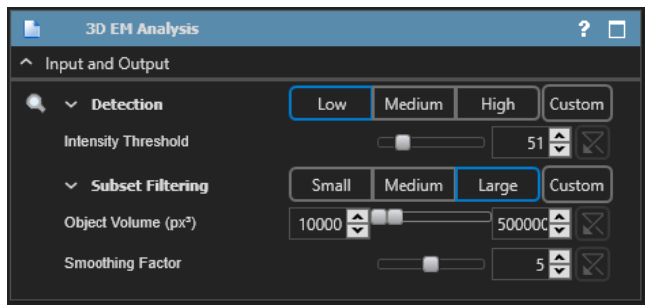 3D EM Analysis ?
Input and Output
Detection Low Medium High Custom
Intensity Threshold 51
Subset Filtering Small Medium Large Custom
Object Volume (px³) 10000 500000
Smoothing Factor 5